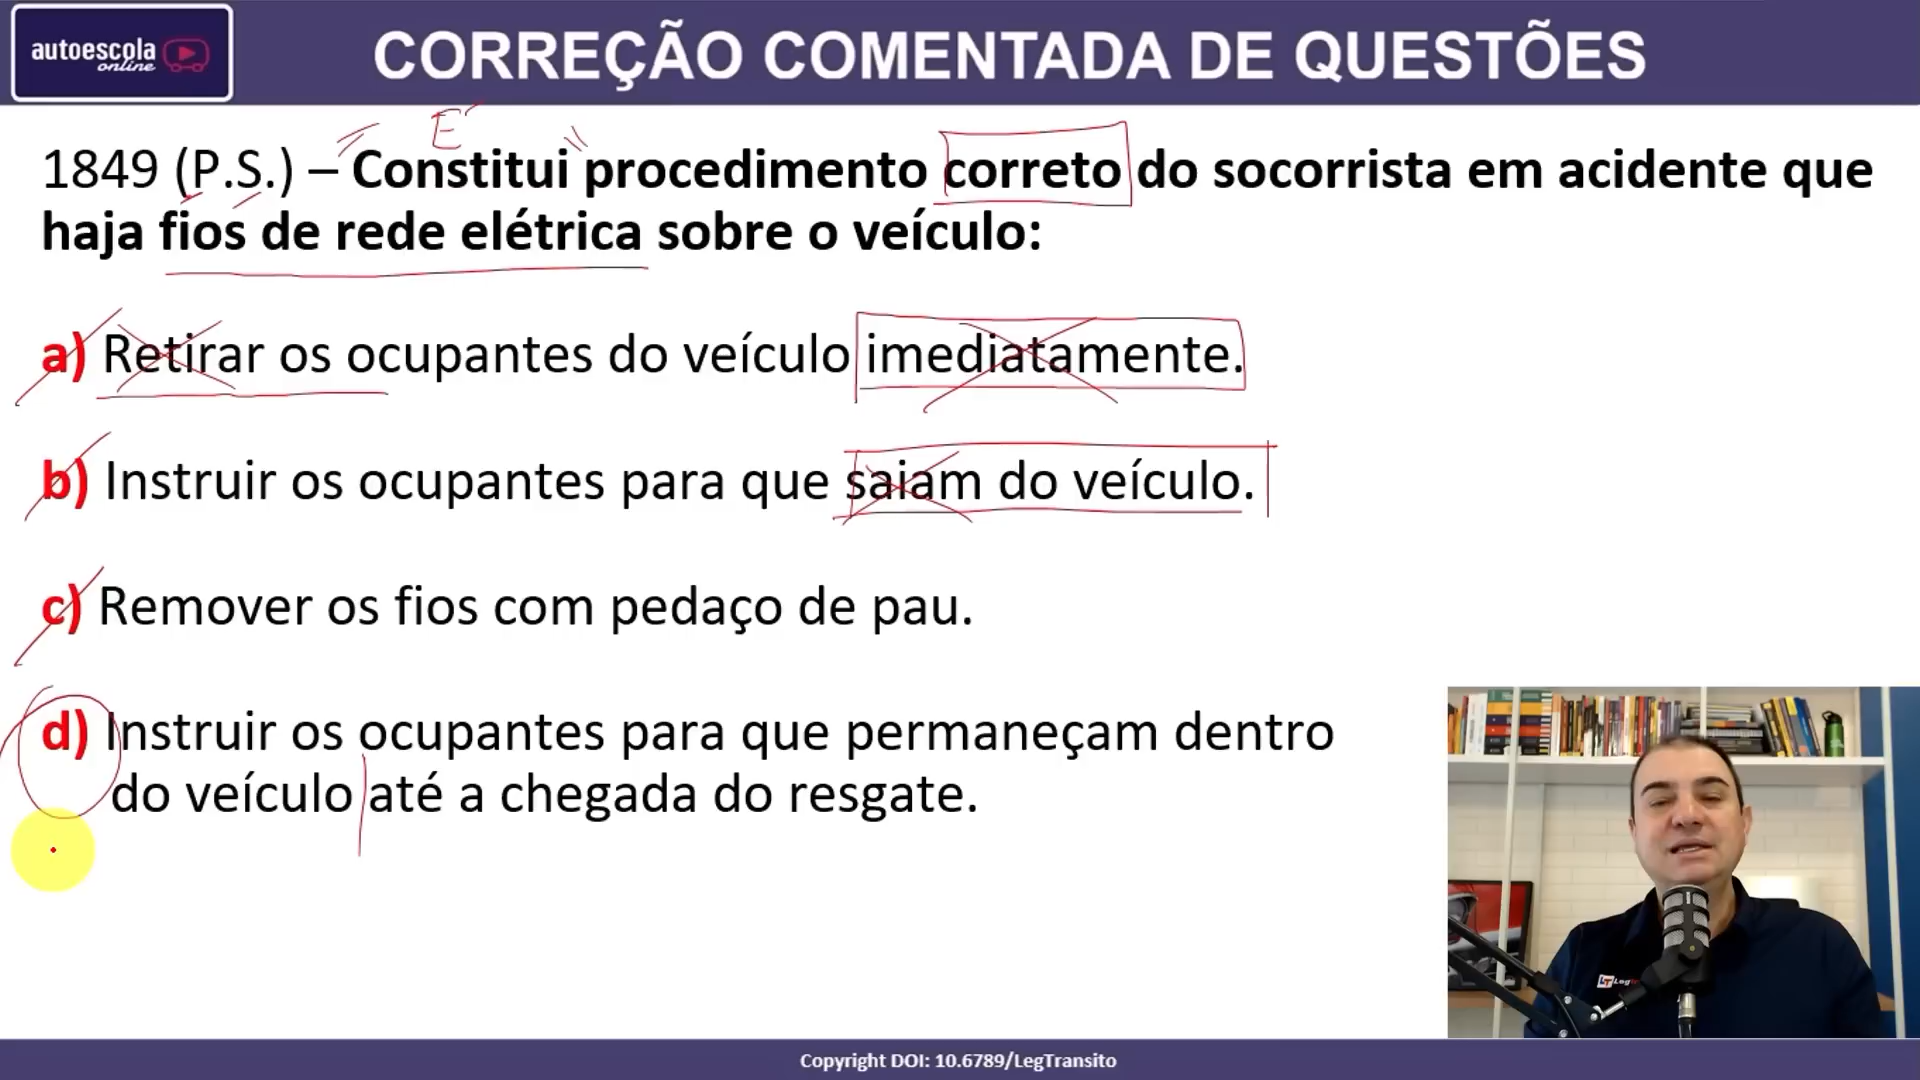 autoescola
online
CORREÇÃO COMENTADA DE QUESTÕES
E
1849 (P.S.) – Constitui procedimento correto do socorrista em acidente que
haja fios de rede elétrica sobre o veículo:
a) Retirar os ocupantes do veículo imediatamente.
b) Instruir os ocupantes para que saiam do veículo.
c) Remover os fios com pedaço de pau.
d) Instruir os ocupantes para que permaneçam dentro
do veículo até a chegada do resgate.
Copyright DOI: 10.6789/LegTransito